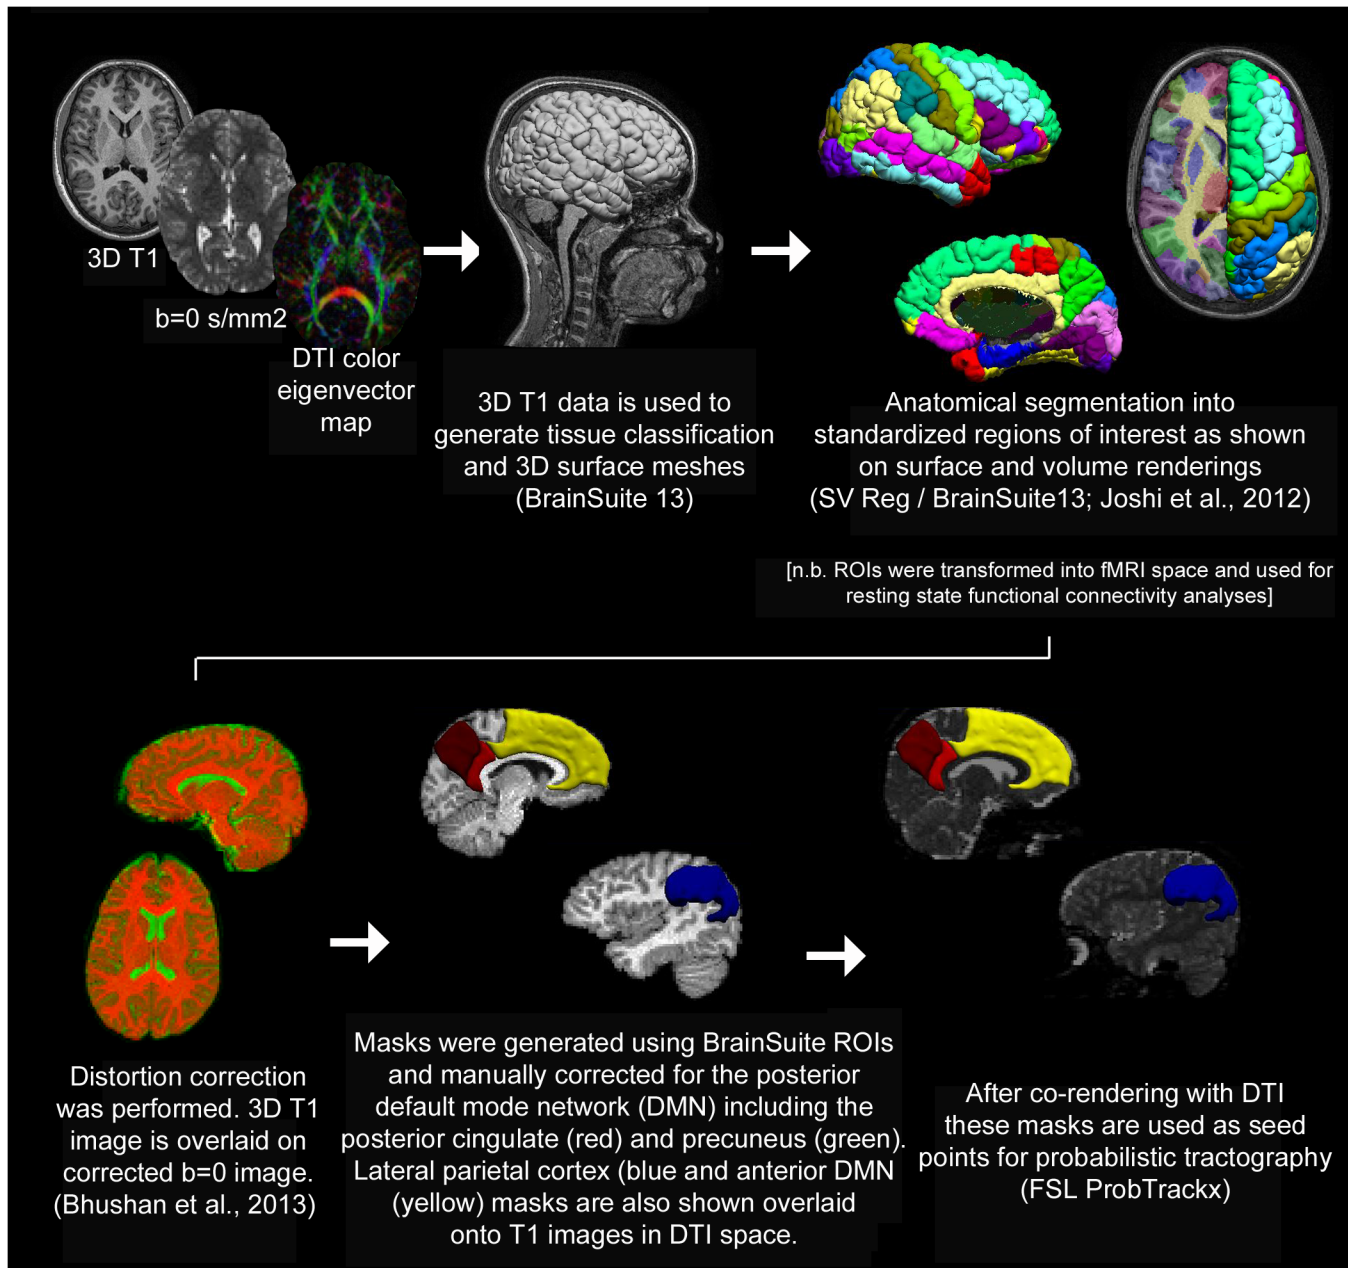 3D T1
b=0 s/mm2
DTI color
eigenvector
map
3D T1 data is used to
generate tissue classification
and 3D surface meshes
(BrainSuite 13)
Anatomical segmentation into
standardized regions of interest as shown
on surface and volume renderings
(SV Reg / BrainSuite13; Joshi et al., 2012)
[n.b. ROIs were transformed into fMRI space and used for
resting state functional connectivity analyses]
Distortion correction
was performed. 3D T1
image is overlaid on
corrected b=0 image.
(Bhushan et al., 2013)
Masks were generated using BrainSuite ROIs
and manually corrected for the posterior
default mode network (DMN) including the
posterior cingulate (red) and precuneus (green).
Lateral parietal cortex (blue and anterior DMN
(yellow) masks are also shown overlaid
onto T1 images in DTI space.
After co-rendering with DTI
these masks are used as seed
points for probabilistic tractography
(FSL ProbTrackx)